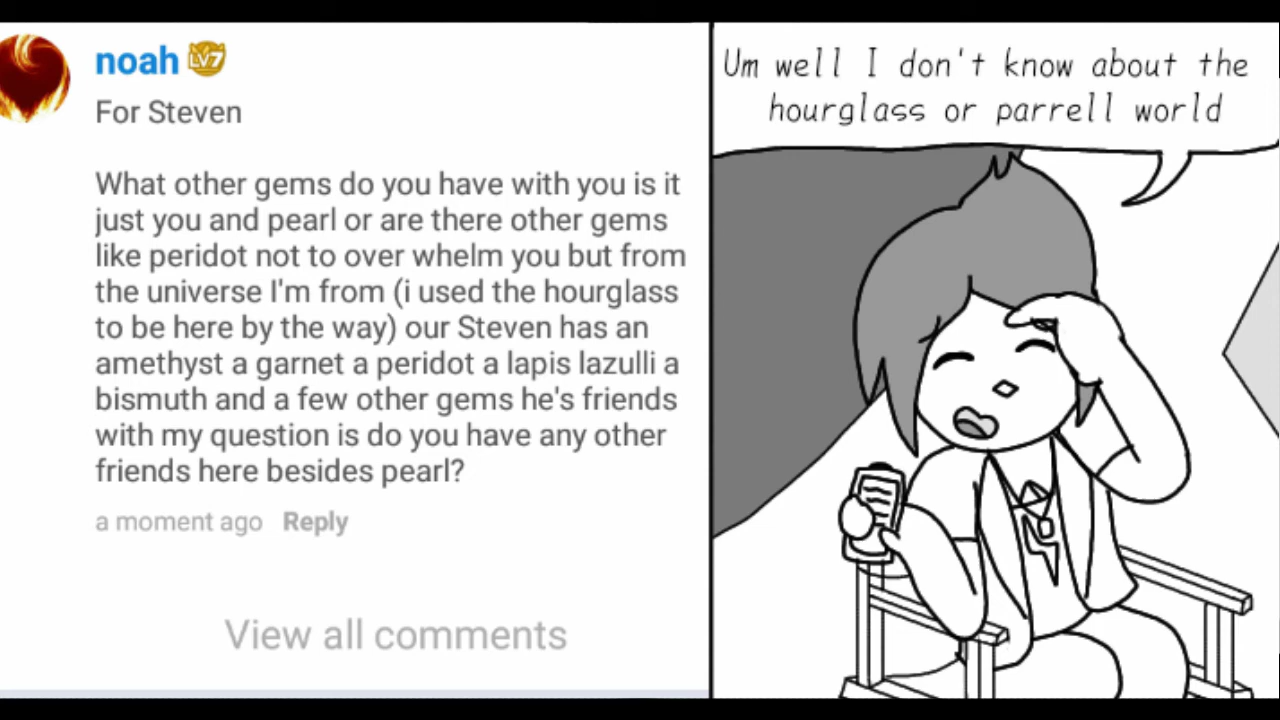 noah LV7
For Steven
What other gems do you have with you is it
just you and pearl or are there other gems
like peridot not to over whelm you but from
the universe I'm from (i used the hourglass
to be here by the way) our Steven has an
amethyst a garnet a peridot a lapis lazulli a
bismuth and a few other gems he's friends
with my question is do you have any other
friends here besides pearl?
a moment ago Reply
View all comments
Um well I don't know about the
hourglass or parrell world